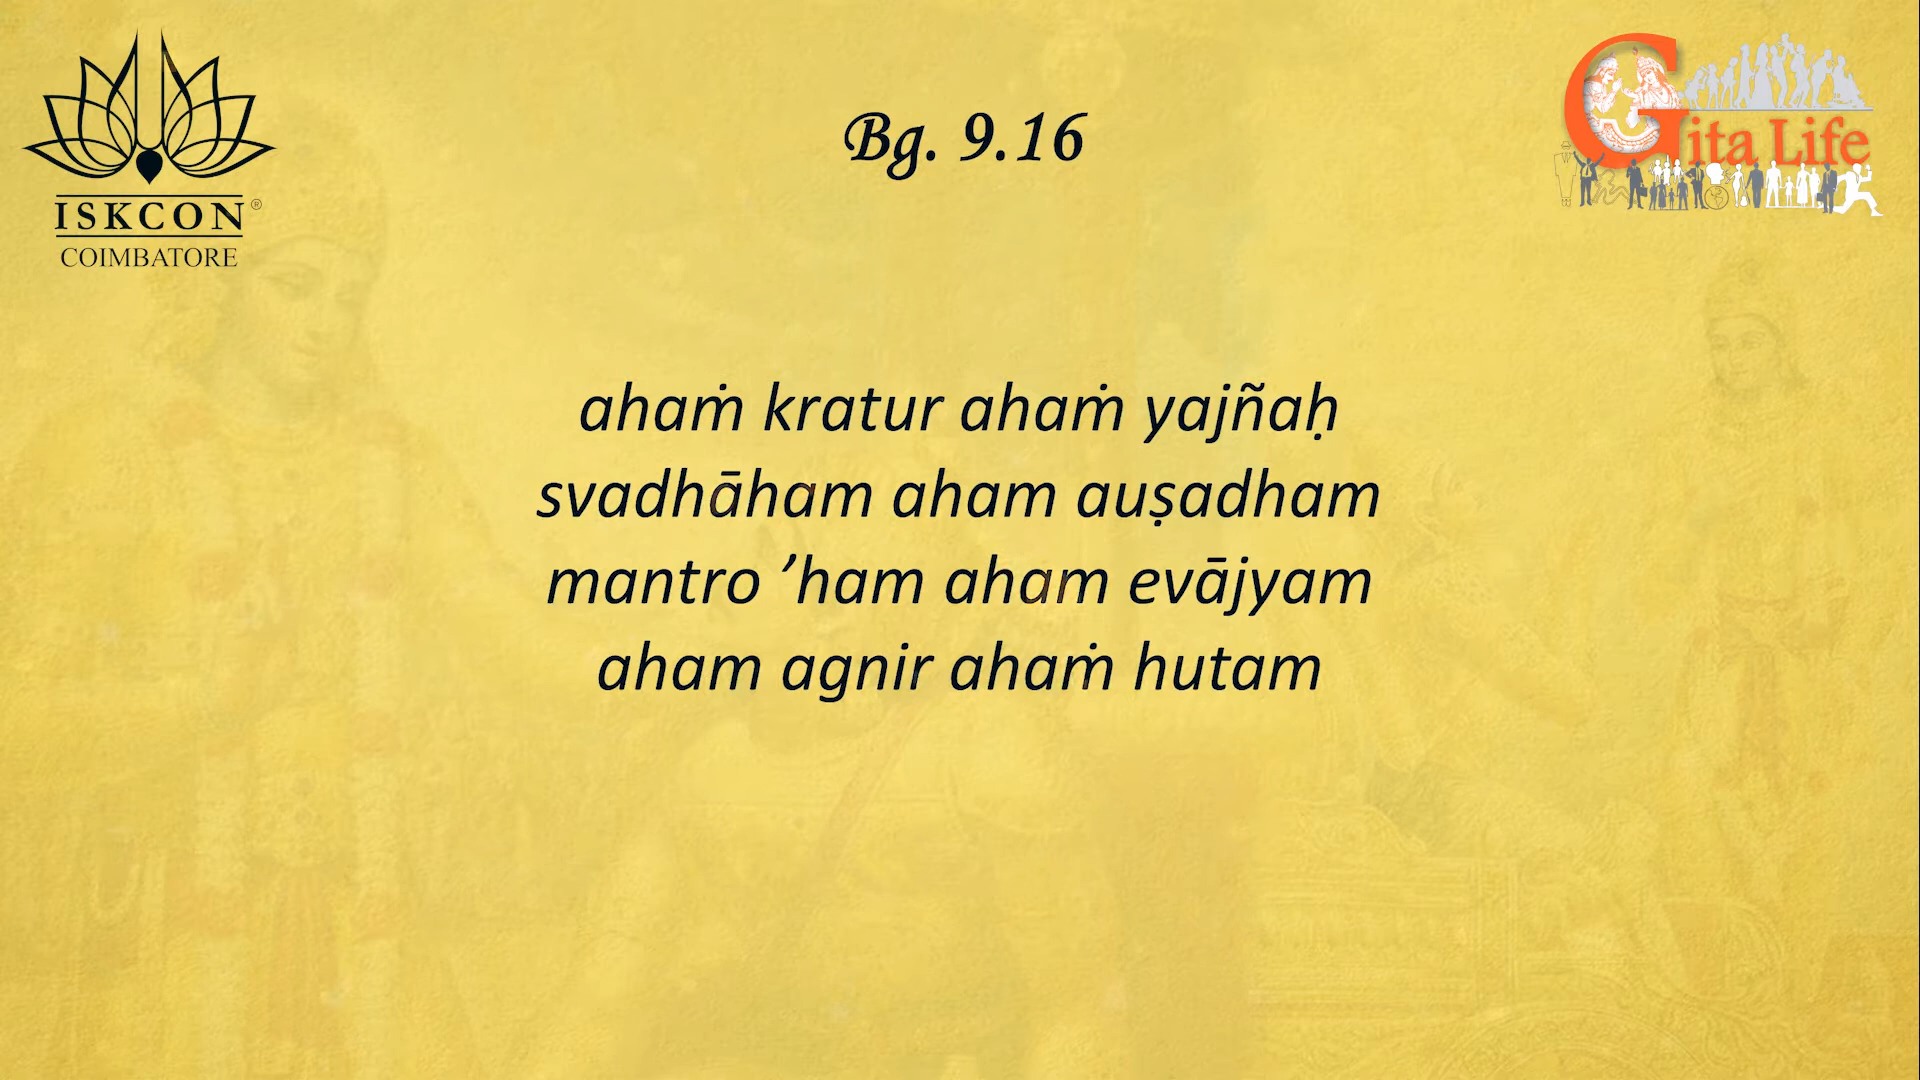 ISKCON®
COIMBATORE
Bg. 9.16
Gita Life
ahaṁ kratur ahaṁ yajñaḥ
svadhāham aham auṣadham
mantro ’ham aham evājyam
aham agnir ahaṁ hutam